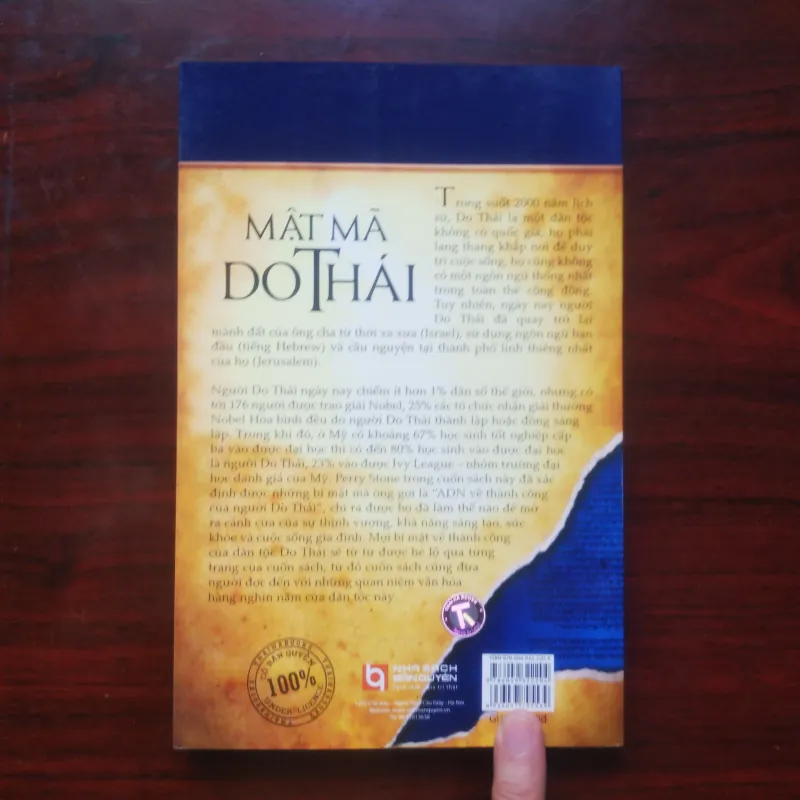 MẬT MÃ
DO THÁI
Trong suốt 2000 năm lịch
sử, Do Thái là một dân tộc
không có quốc gia, họ phải
lang thang khắp nơi để duy
trì cuộc sống, họ cũng không
có một ngôn ngữ thống nhất
trong toàn thể cộng đồng.
Tuy nhiên, ngày nay người
Do Thái đã quay trở lại
mảnh đất của ông cha từ thời xa xưa (Israel), sử dụng ngôn ngữ ban
đầu (tiếng Hebrew) và cầu nguyện tại thành phố linh thiêng nhất
của họ (Jerusalem).
Người Do Thái ngày nay chiếm ít hơn 1% dân số thế giới, nhưng có
tới 176 người được trao giải Nobel, 25% các tổ chức nhận giải thưởng
Nobel Hòa bình đều do người Do Thái thành lập hoặc đồng sáng
lập. Trong khi đó, ở Mỹ có khoảng 67% học sinh tốt nghiệp cấp
ba vào được đại học thì có đến 80% học sinh vào được đại học
là người Do Thái, 23% vào được Ivy League - nhóm trường đại
học danh giá của Mỹ. Perry Stone trong cuốn sách này đã xác
định được những bí mật mà ông gọi là "ADN về thành công
của người Do Thái", chỉ ra được họ đã làm thế nào để mở
ra cánh cửa của sự thịnh vượng, khả năng sáng tạo, sức
khỏe và cuộc sống gia đình. Mọi bí mật về thành công
của dân tộc Do Thái sẽ từ từ được hé lộ qua từng
trang của cuốn sách, từ đó cuốn sách cũng đưa
người đọc đến với những quan niệm văn hóa
hàng nghìn năm của dân tộc này
THAIHABOOKS
CÓ BẢN QUYỀN
100%
UNDER LICENCE
NHÀ SÁCH
BẢN QUYỀN